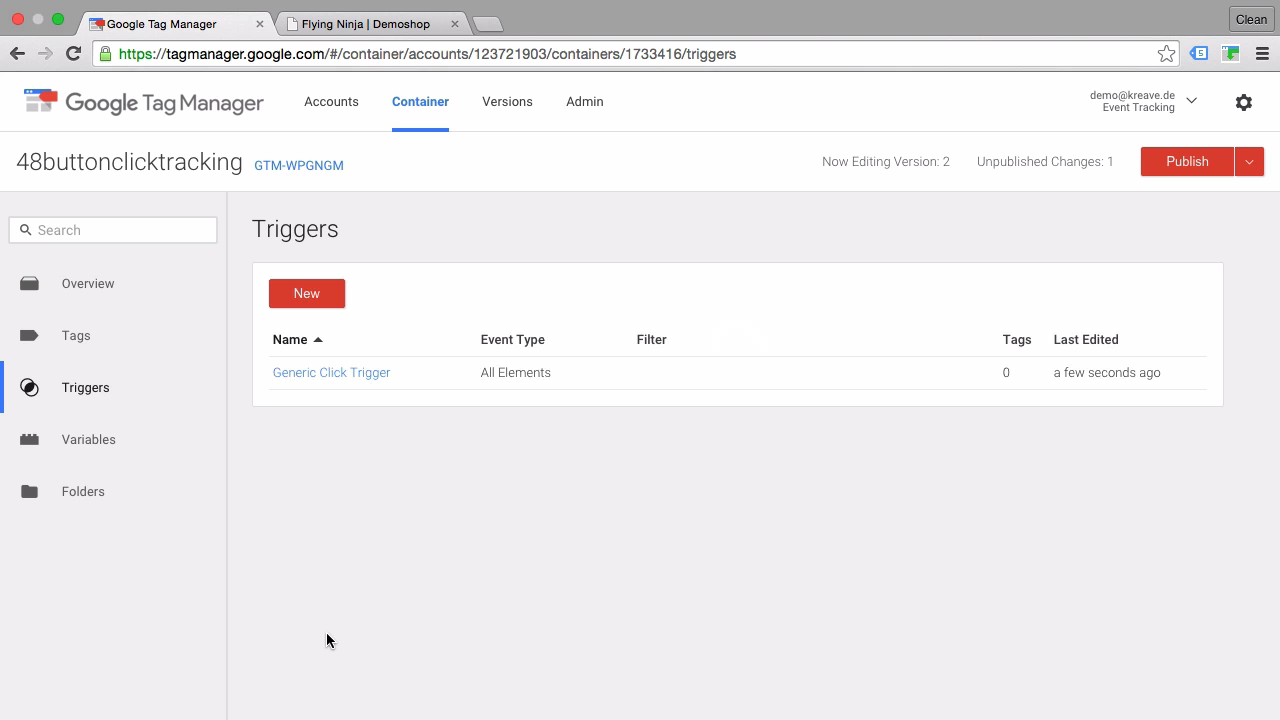 Google Tag Manager
Flying Ninja | Demoshop
Clean
https://tagmanager.google.com/#/container/accounts/123721903/containers/1733416/triggers
5
Google Tag Manager
Accounts
Container
Versions
Admin
demo@kreave.de
Event Tracking
48buttonclicktracking GTM-WPGNGM
Now Editing Version: 2
Unpublished Changes: 1
Publish
Search
Overview
Tags
Triggers
Variables
Folders
Triggers
New
Name Event Type Filter Tags Last Edited
Generic Click Trigger All Elements 0 a few seconds ago